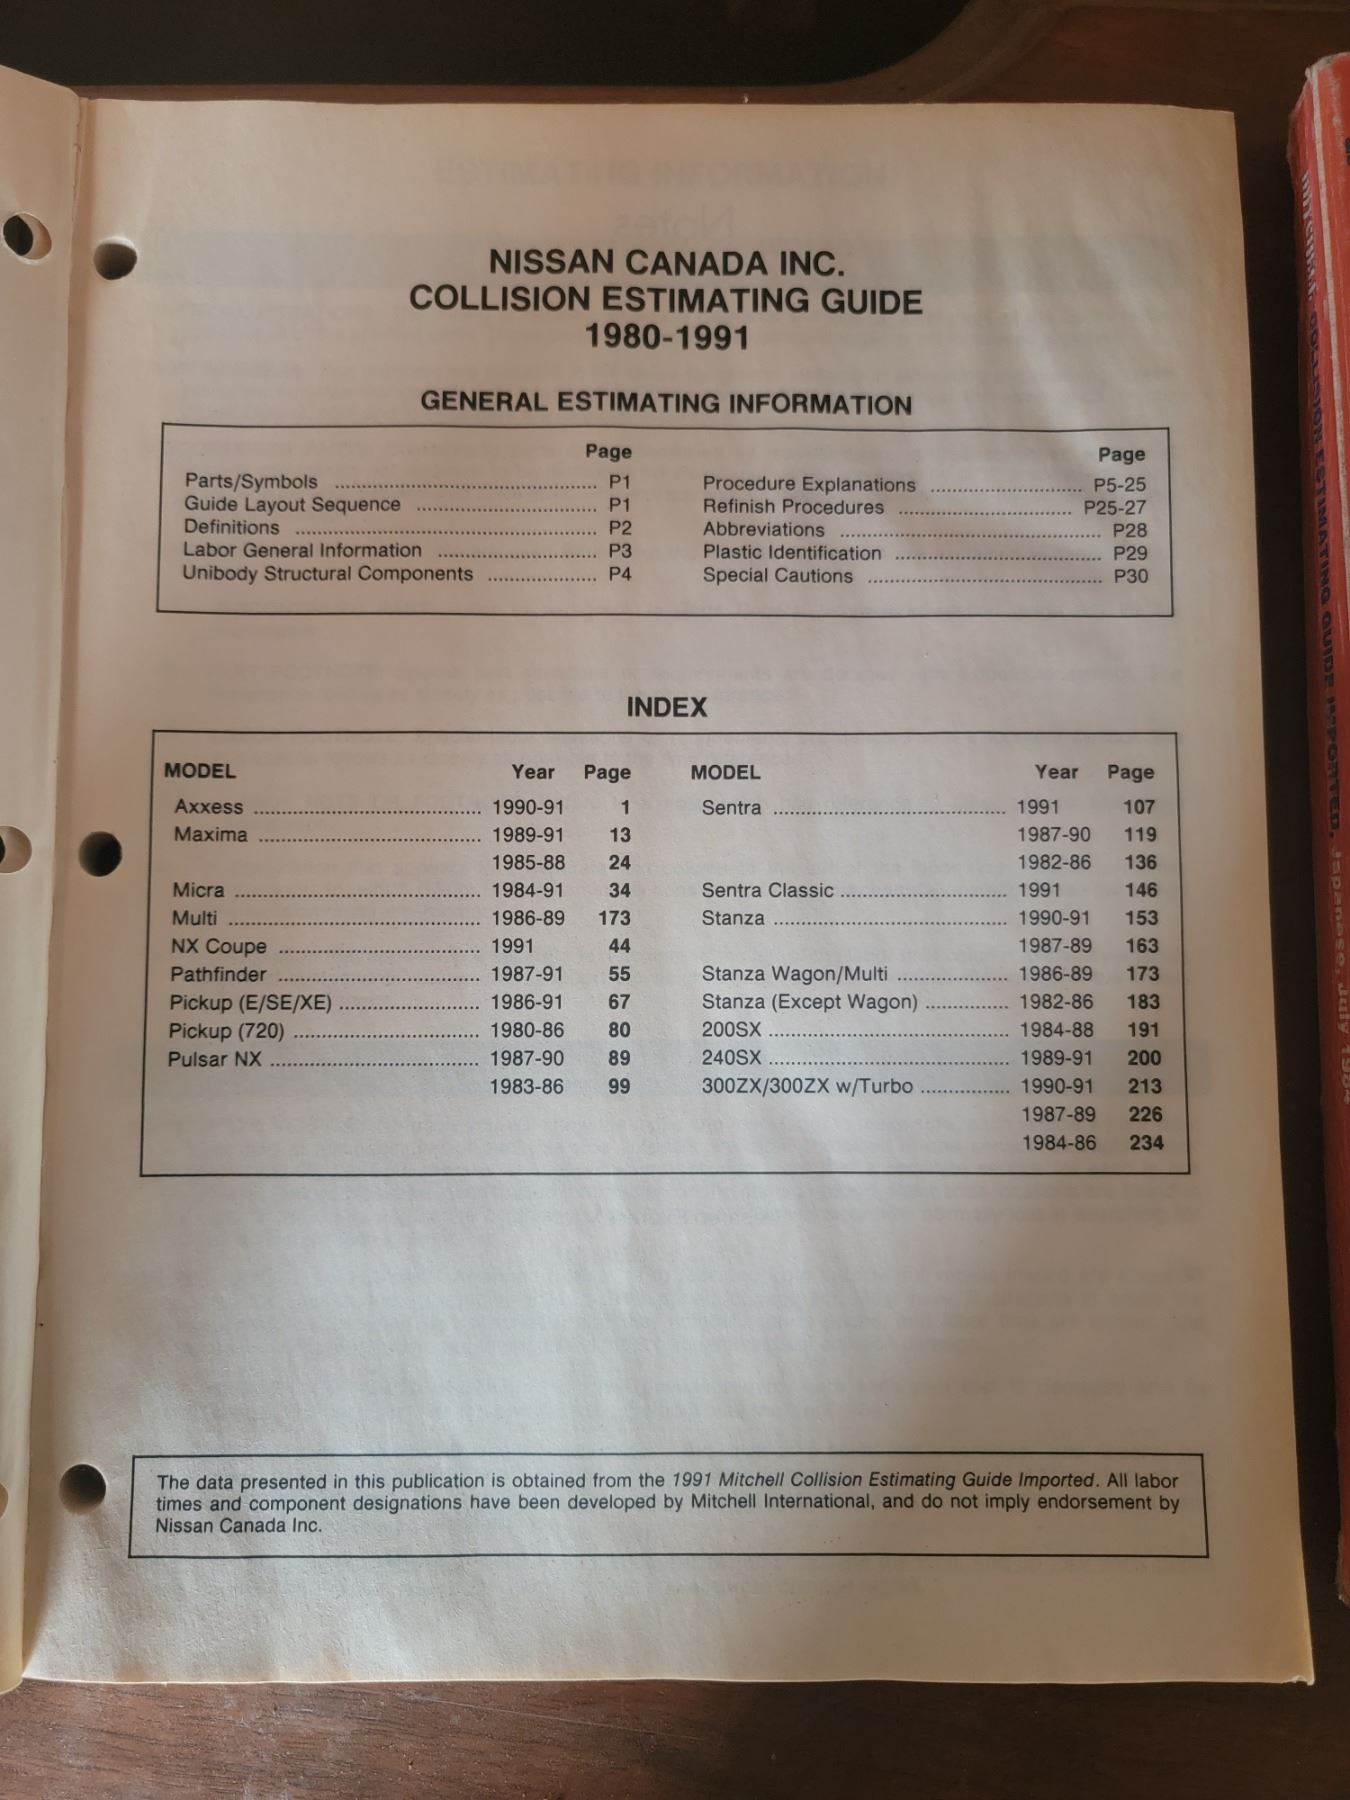 NISSAN CANADA INC.
COLLISION ESTIMATING GUIDE
1980-1991
GENERAL ESTIMATING INFORMATION
Page
Parts/Symbols ........................................ P1
Guide Layout Sequence ........................... P1
Definitions .............................................. P2
Labor General Information ........................ P3
Unibody Structural Components ................ P4
Page
Procedure Explanations ....................... P5-25
Refinish Procedures .......................... P25-27
Abbreviations ....................................... P28
Plastic Identification ............................... P29
Special Cautions ................................... P30
INDEX
MODEL Year Page
Axxess .................................. 1990-91 1
Maxima ................................. 1989-91 13
1985-88 24
Micra ..................................... 1984-91 34
Multi ...................................... 1986-89 173
NX Coupe .............................. 1991 44
Pathfinder .............................. 1987-91 55
Pickup (E/SE/XE) ..................... 1986-91 67
Pickup (720) ............................ 1980-86 80
Pulsar NX ............................... 1987-90 89
1983-86 99
MODEL Year Page
Sentra ................................... 1991 107
1987-90 119
1982-86 136
Sentra Classic ......................... 1991 146
Stanza ................................... 1990-91 153
1987-89 163
Stanza Wagon/Multi ................. 1986-89 173
Stanza (Except Wagon) ............ 1982-86 183
200SX .................................... 1984-88 191
240SX .................................... 1989-91 200
300ZX/300ZX w/Turbo .............. 1990-91 213
1987-89 226
1984-86 234
The data presented in this publication is obtained from the 1991 Mitchell Collision Estimating Guide Imported. All labor
times and component designations have been developed by Mitchell International, and do not imply endorsement by
Nissan Canada Inc.
COLLISION ESTIMATING GUIDE IMPORTED, Japanese, July 1984